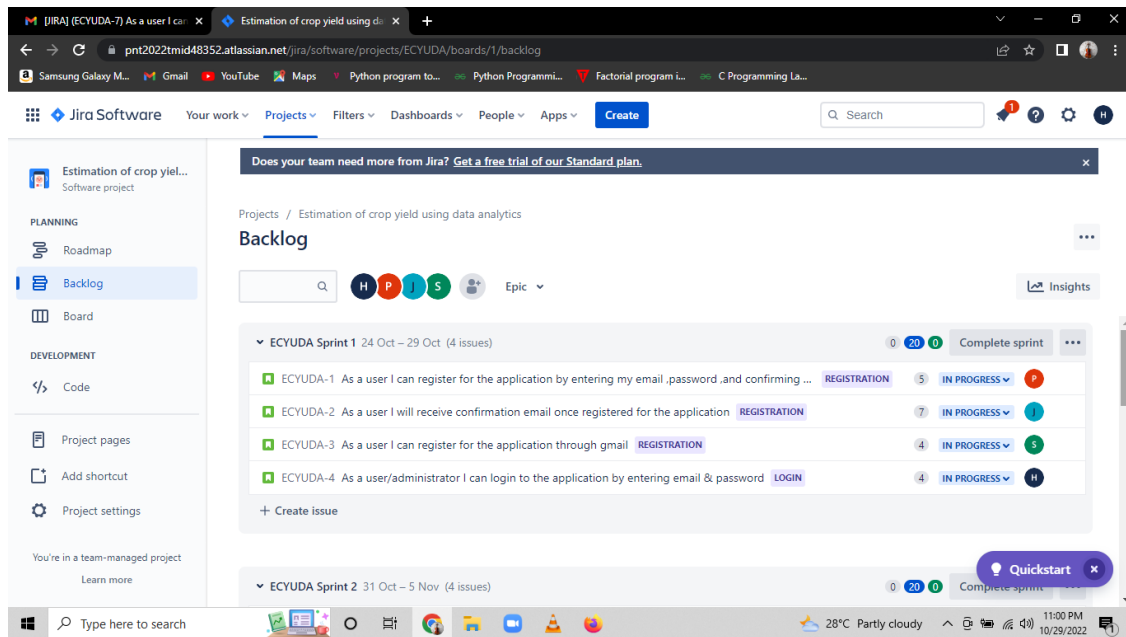 [JIRA] (ECYUDA-7) As a user I can
Estimation of crop yield using da
pnt2022tmid48352.atlassian.net/jira/software/projects/ECYUDA/boards/1/backlog
Samsung Galaxy M... Gmail YouTube Maps Python program to... Python Programmi... Factorial program i... C Programming La...
Jira Software Your work Projects Filters Dashboards People Apps Create Search 1 H
Does your team need more from Jira? Get a free trial of our Standard plan.
Estimation of crop yiel...
Software project
PLANNING
Roadmap
Backlog
Board
DEVELOPMENT
Code
Project pages
Add shortcut
Project settings
You're in a team-managed project
Learn more
Projects / Estimation of crop yield using data analytics
Backlog
H P J S Epic Insights
ECYUDA Sprint 1 24 Oct – 29 Oct (4 issues) 0 20 0 Complete sprint
ECYUDA-1 As a user I can register for the application by entering my email ,password ,and confirming ... REGISTRATION 5 IN PROGRESS P
ECYUDA-2 As a user I will receive confirmation email once registered for the application REGISTRATION 7 IN PROGRESS J
ECYUDA-3 As a user I can register for the application through gmail REGISTRATION 4 IN PROGRESS S
ECYUDA-4 As a user/administrator I can login to the application by entering email & password LOGIN 4 IN PROGRESS H
+ Create issue
Quickstart
ECYUDA Sprint 2 31 Oct – 5 Nov (4 issues) 0 20 0 Complete sprint
Type here to search 28°C Partly cloudy 11:00 PM
10/29/2022 1